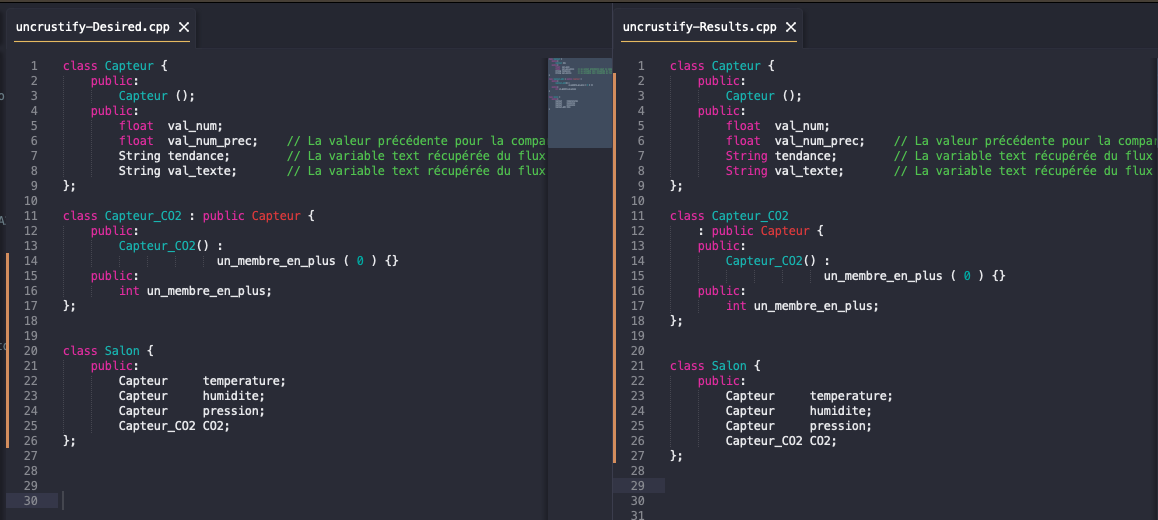 uncrustify-Desired.cpp ×
1 class Capteur {
2 public:
3 Capteur ();
4 public:
5 float val_num;
6 float val_num_prec; // La valeur précédente pour la compa
7 String tendance; // La variable text récupérée du flux
8 String val_texte; // La variable text récupérée du flux
9 };
10
11 class Capteur_CO2 : public Capteur {
12 public:
13 Capteur_CO2() :
14 un_membre_en_plus ( 0 ) {}
15 public:
16 int un_membre_en_plus;
17 };
18
19
20 class Salon {
21 public:
22 Capteur temperature;
23 Capteur humidite;
24 Capteur pression;
25 Capteur_CO2 CO2;
26 };
27
28
29
30
uncrustify-Results.cpp ×
1 class Capteur {
2 public:
3 Capteur ();
4 public:
5 float val_num;
6 float val_num_prec; // La valeur précédente pour la compar
7 String tendance; // La variable text récupérée du flux
8 String val_texte; // La variable text récupérée du flux
9 };
10
11 class Capteur_CO2
12 : public Capteur {
13 public:
14 Capteur_CO2() :
15 un_membre_en_plus ( 0 ) {}
16 public:
17 int un_membre_en_plus;
18 };
19
20
21 class Salon {
22 public:
23 Capteur temperature;
24 Capteur humidite;
25 Capteur pression;
26 Capteur_CO2 CO2;
27 };
28
29
30
31